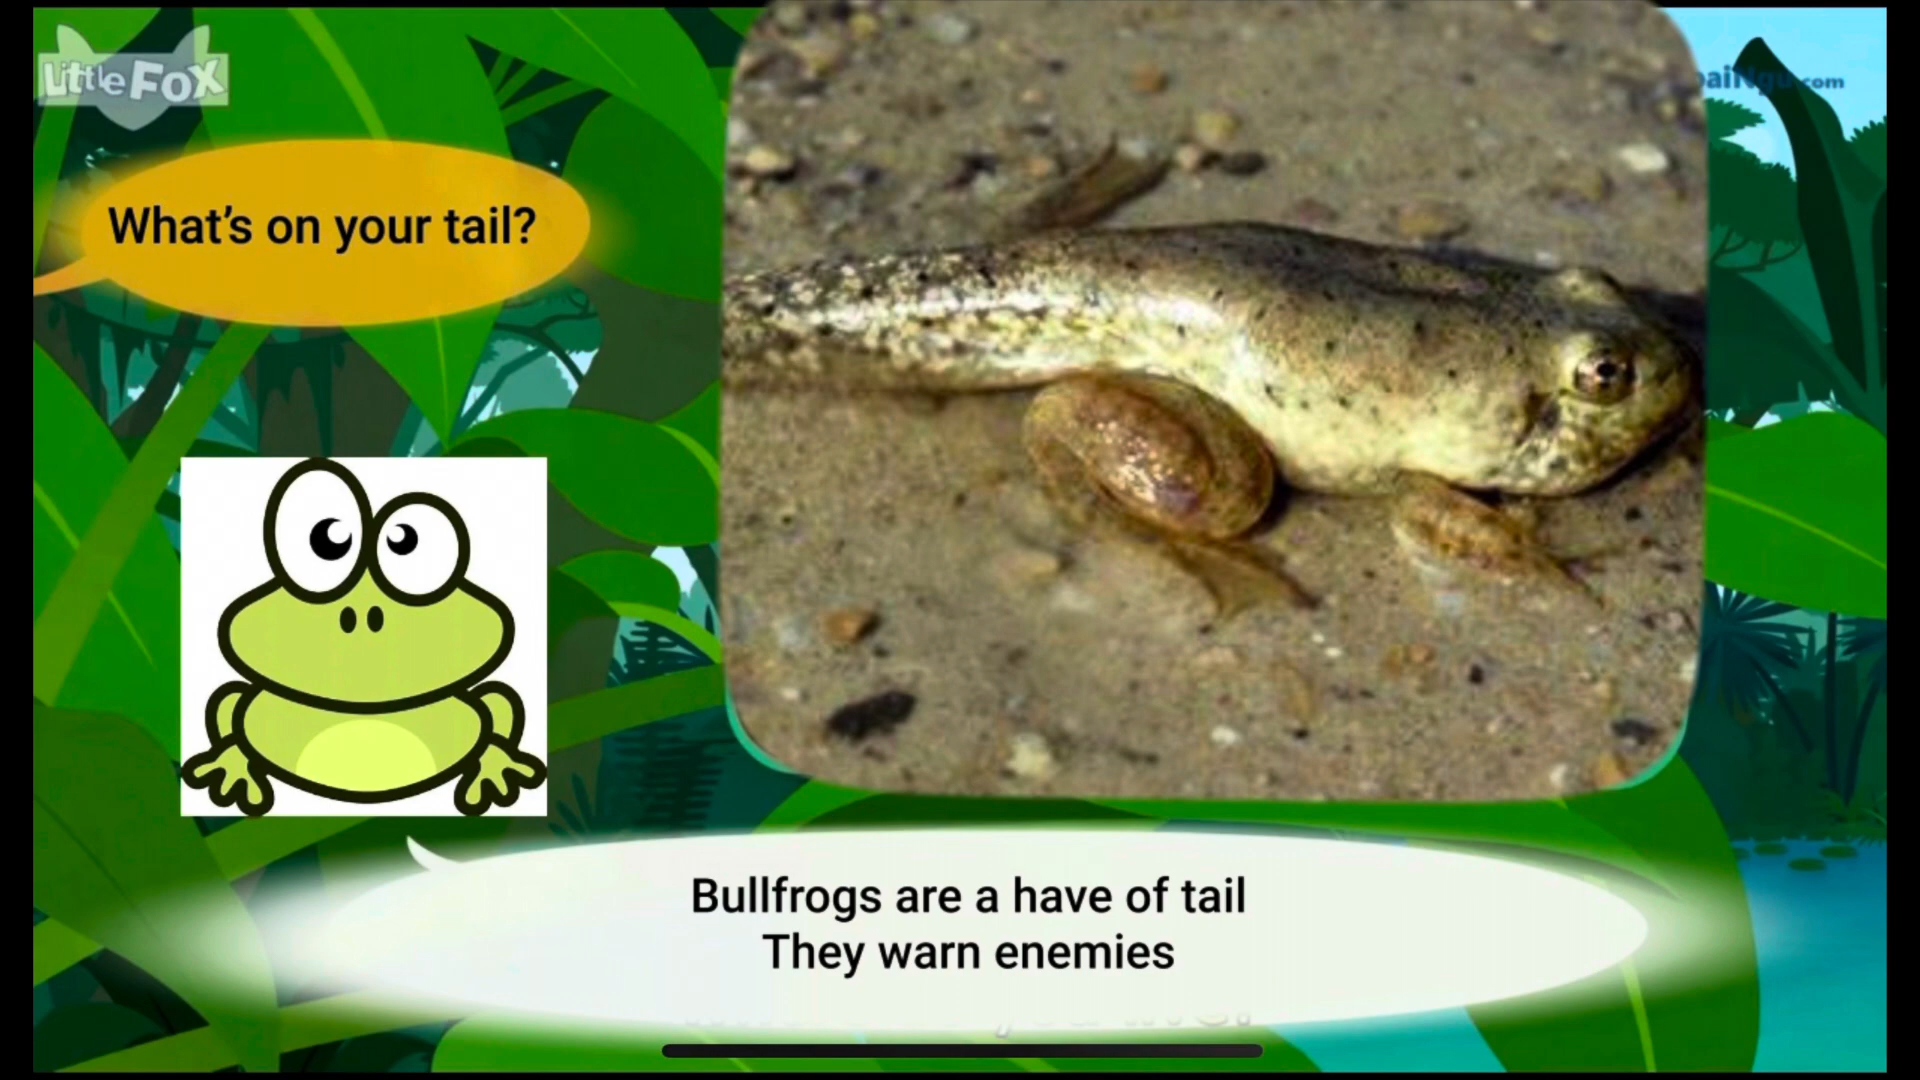 Little Fox
What's on your tail?
Bullfrogs are a have of tail
They warn enemies